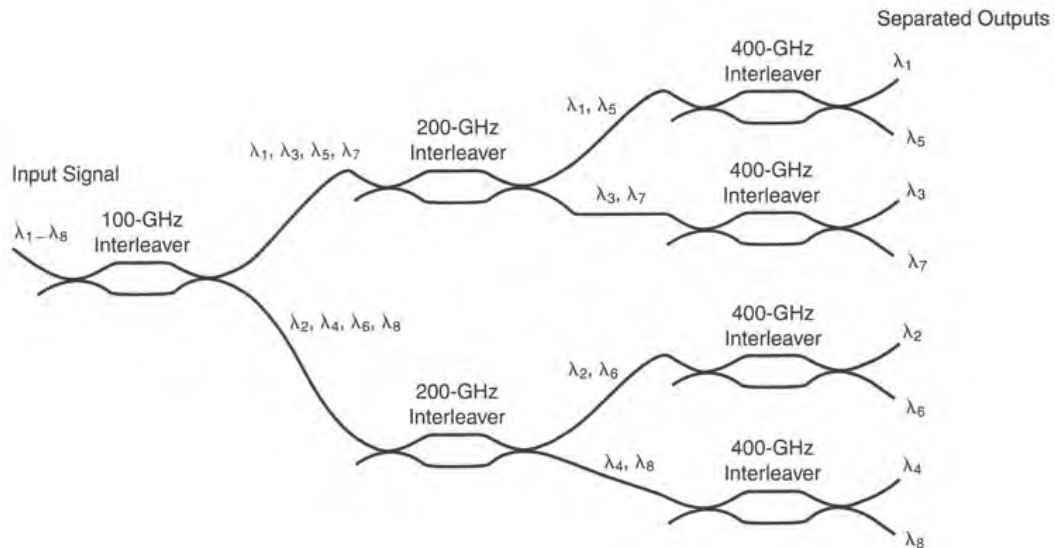 Separated Outputs
400-GHz
Interleaver
λ1
λ1, λ5
200-GHz
Interleaver
λ5
λ1, λ3, λ5, λ7
400-GHz
Interleaver
Input Signal
λ3
λ3, λ7
100-GHz
Interleaver
λ1–λ8
λ7
400-GHz
Interleaver
λ2, λ4, λ6, λ8
λ2
λ2, λ6
200-GHz
Interleaver
λ6
400-GHz
Interleaver
λ4, λ8
λ4
λ8